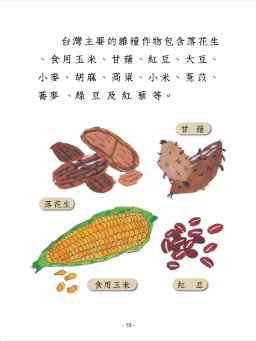 台灣主要的雜糧作物包含落花生
、食用玉米、甘藷、紅豆、大豆、
小麥、胡麻、高粱、小米、薏苡、
蕎麥 、綠 豆 及 紅 藜 等。
甘 藷
落花生
食用玉米
紅 豆
- 10 -